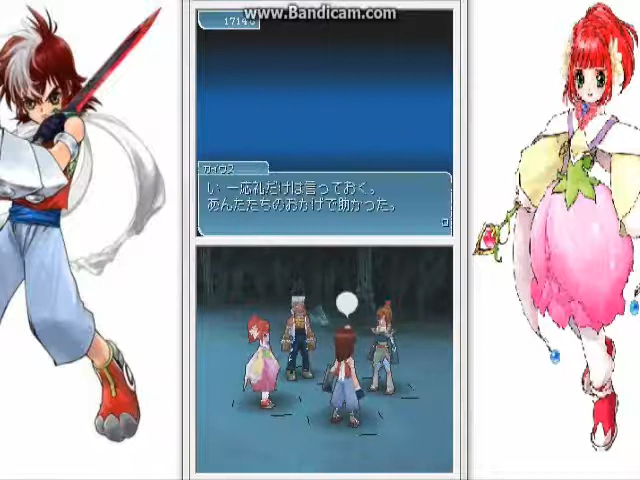 www.Bandicam.com
1714G
カイウス
い 一応礼だけは言っておく。
あんたたちのおかげで助かった。